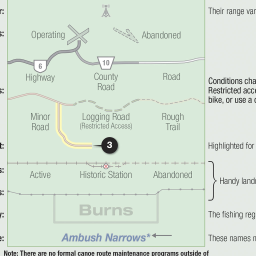 r:
Their range var
s:
Operating
Abandoned
6
10
Highway
County
Road
Road
Conditions cha
Restricted acce
bike, or use a c
s:
Minor
Road
Logging Road
(Restricted Access)
Rough
Trail
d:
3
Highlighted for
s:
Active
Historic Station
Abandoned
Handy landr
s:
Burns
The fishing reg
y:
Ambush Narrows*
These names r
e:
Note: There are no formal canoe route maintenance programs outside of